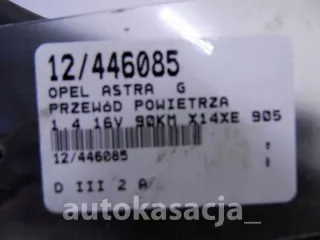 12/446085
OPEL ASTRA G
PRZEWóD POWIETRZA
1.4 16V 90KM X14XE 905
12/446085
D III 2 A
autokasacja_